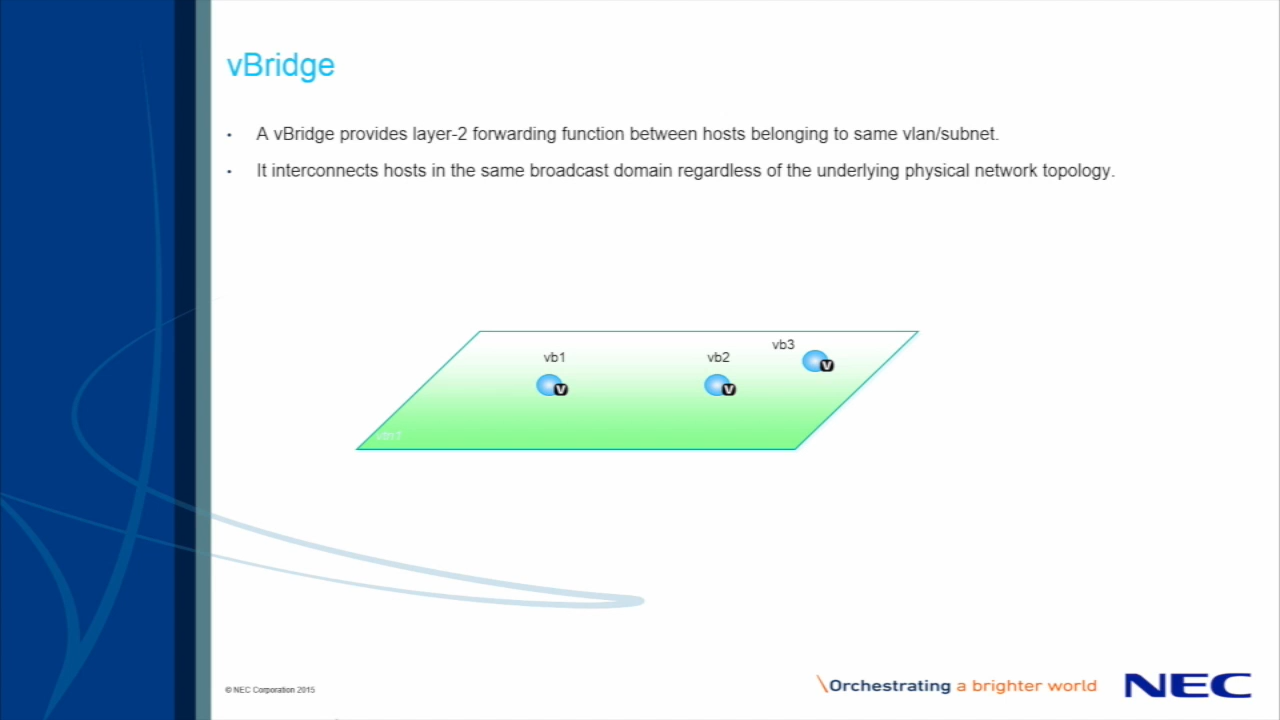 vBridge
• A vBridge provides layer-2 forwarding function between hosts belonging to same vlan/subnet.
• It interconnects hosts in the same broadcast domain regardless of the underlying physical network topology.
vb3
vb1
vb2
V
V
V
© NEC Corporation 2015
\Orchestrating a brighter world
NEC